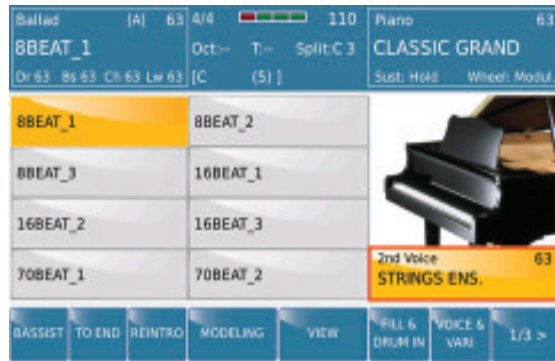 Ballad [A] 63
8BEAT_1
Dr 63 Bs 63 Ch 63 Lw 63
4/4 110
Oct:-- T:-- Split:C 3
[C (5) ]
Piano 63
CLASSIC GRAND
Sust: Hold Wheel: Modul.
8BEAT_1 8BEAT_2
8BEAT_3 16BEAT_1
16BEAT_2 16BEAT_3
70BEAT_1 70BEAT_2
2nd Voice 63
STRINGS ENS.
BASSIST TO END REINTRO MODELING VIEW FILL & DRUM IN VOICE & VARI 1/3 >